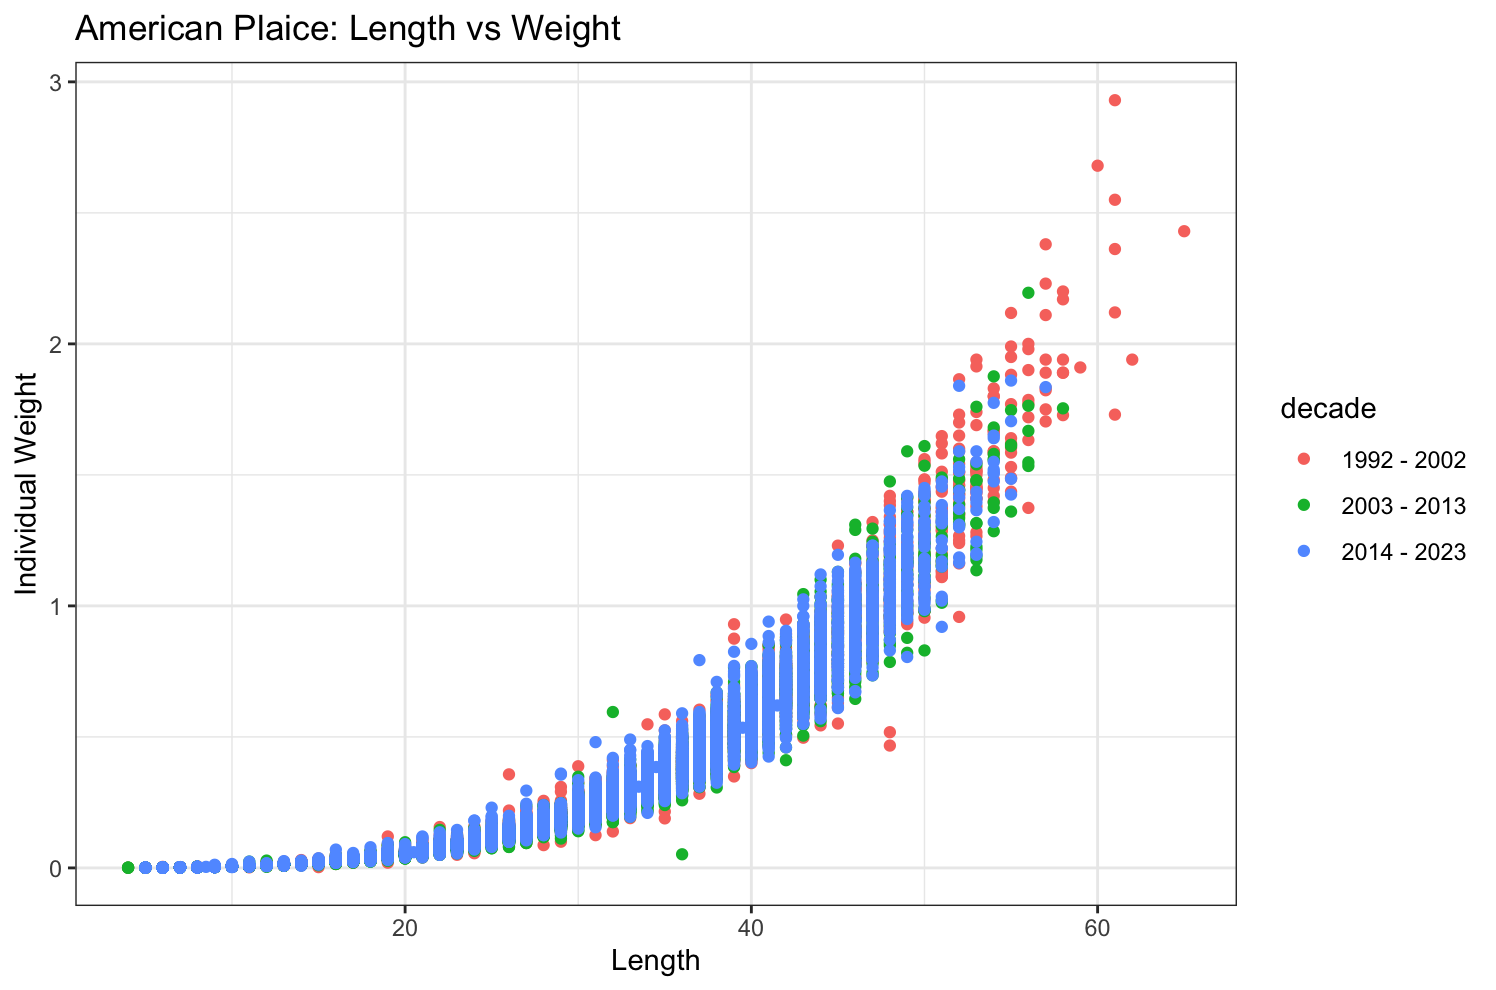 American Plaice: Length vs Weight
3
2
1
0
Individual Weight
20
40
60
Length
decade
1992 - 2002
2003 - 2013
2014 - 2023